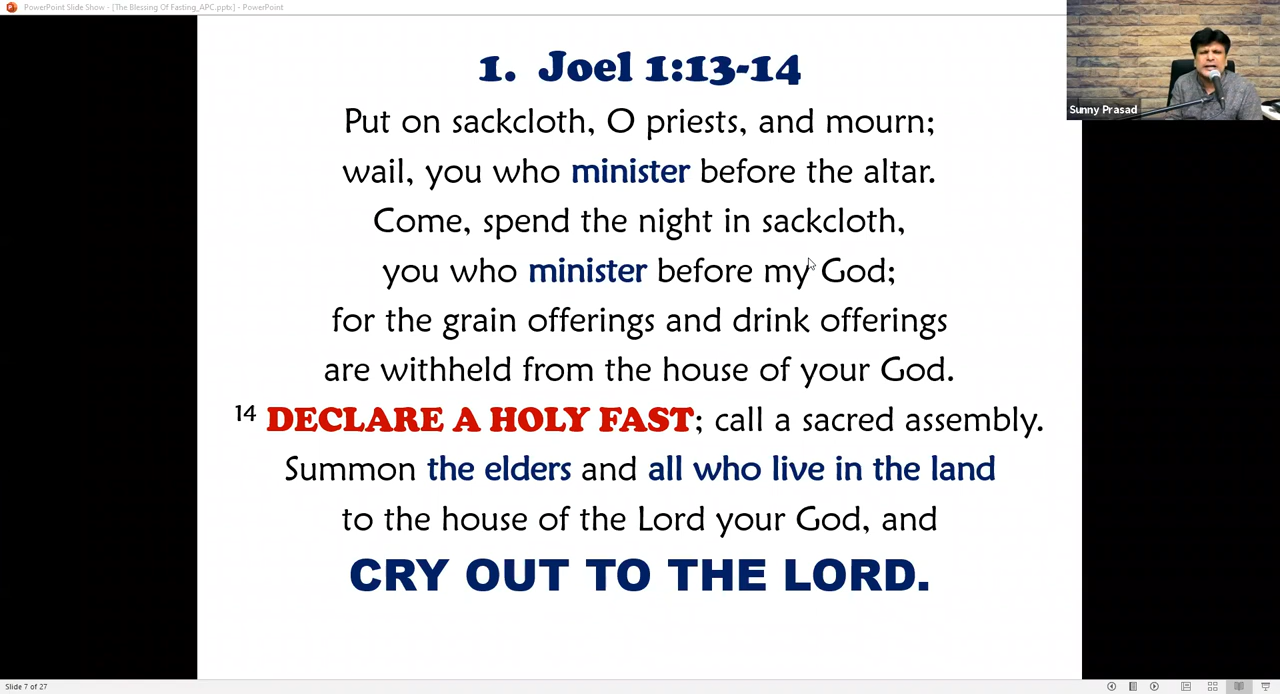 PowerPoint Slide Show - [The Blessing Of Fasting_APC.pptx] - PowerPoint
Sunny Prasad
1. Joel 1:13-14
Put on sackcloth, O priests, and mourn;
wail, you who minister before the altar.
Come, spend the night in sackcloth,
you who minister before my God;
for the grain offerings and drink offerings
are withheld from the house of your God.
14 DECLARE A HOLY FAST; call a sacred assembly.
Summon the elders and all who live in the land
to the house of the Lord your God, and
CRY OUT TO THE LORD.
Slide 7 of 27